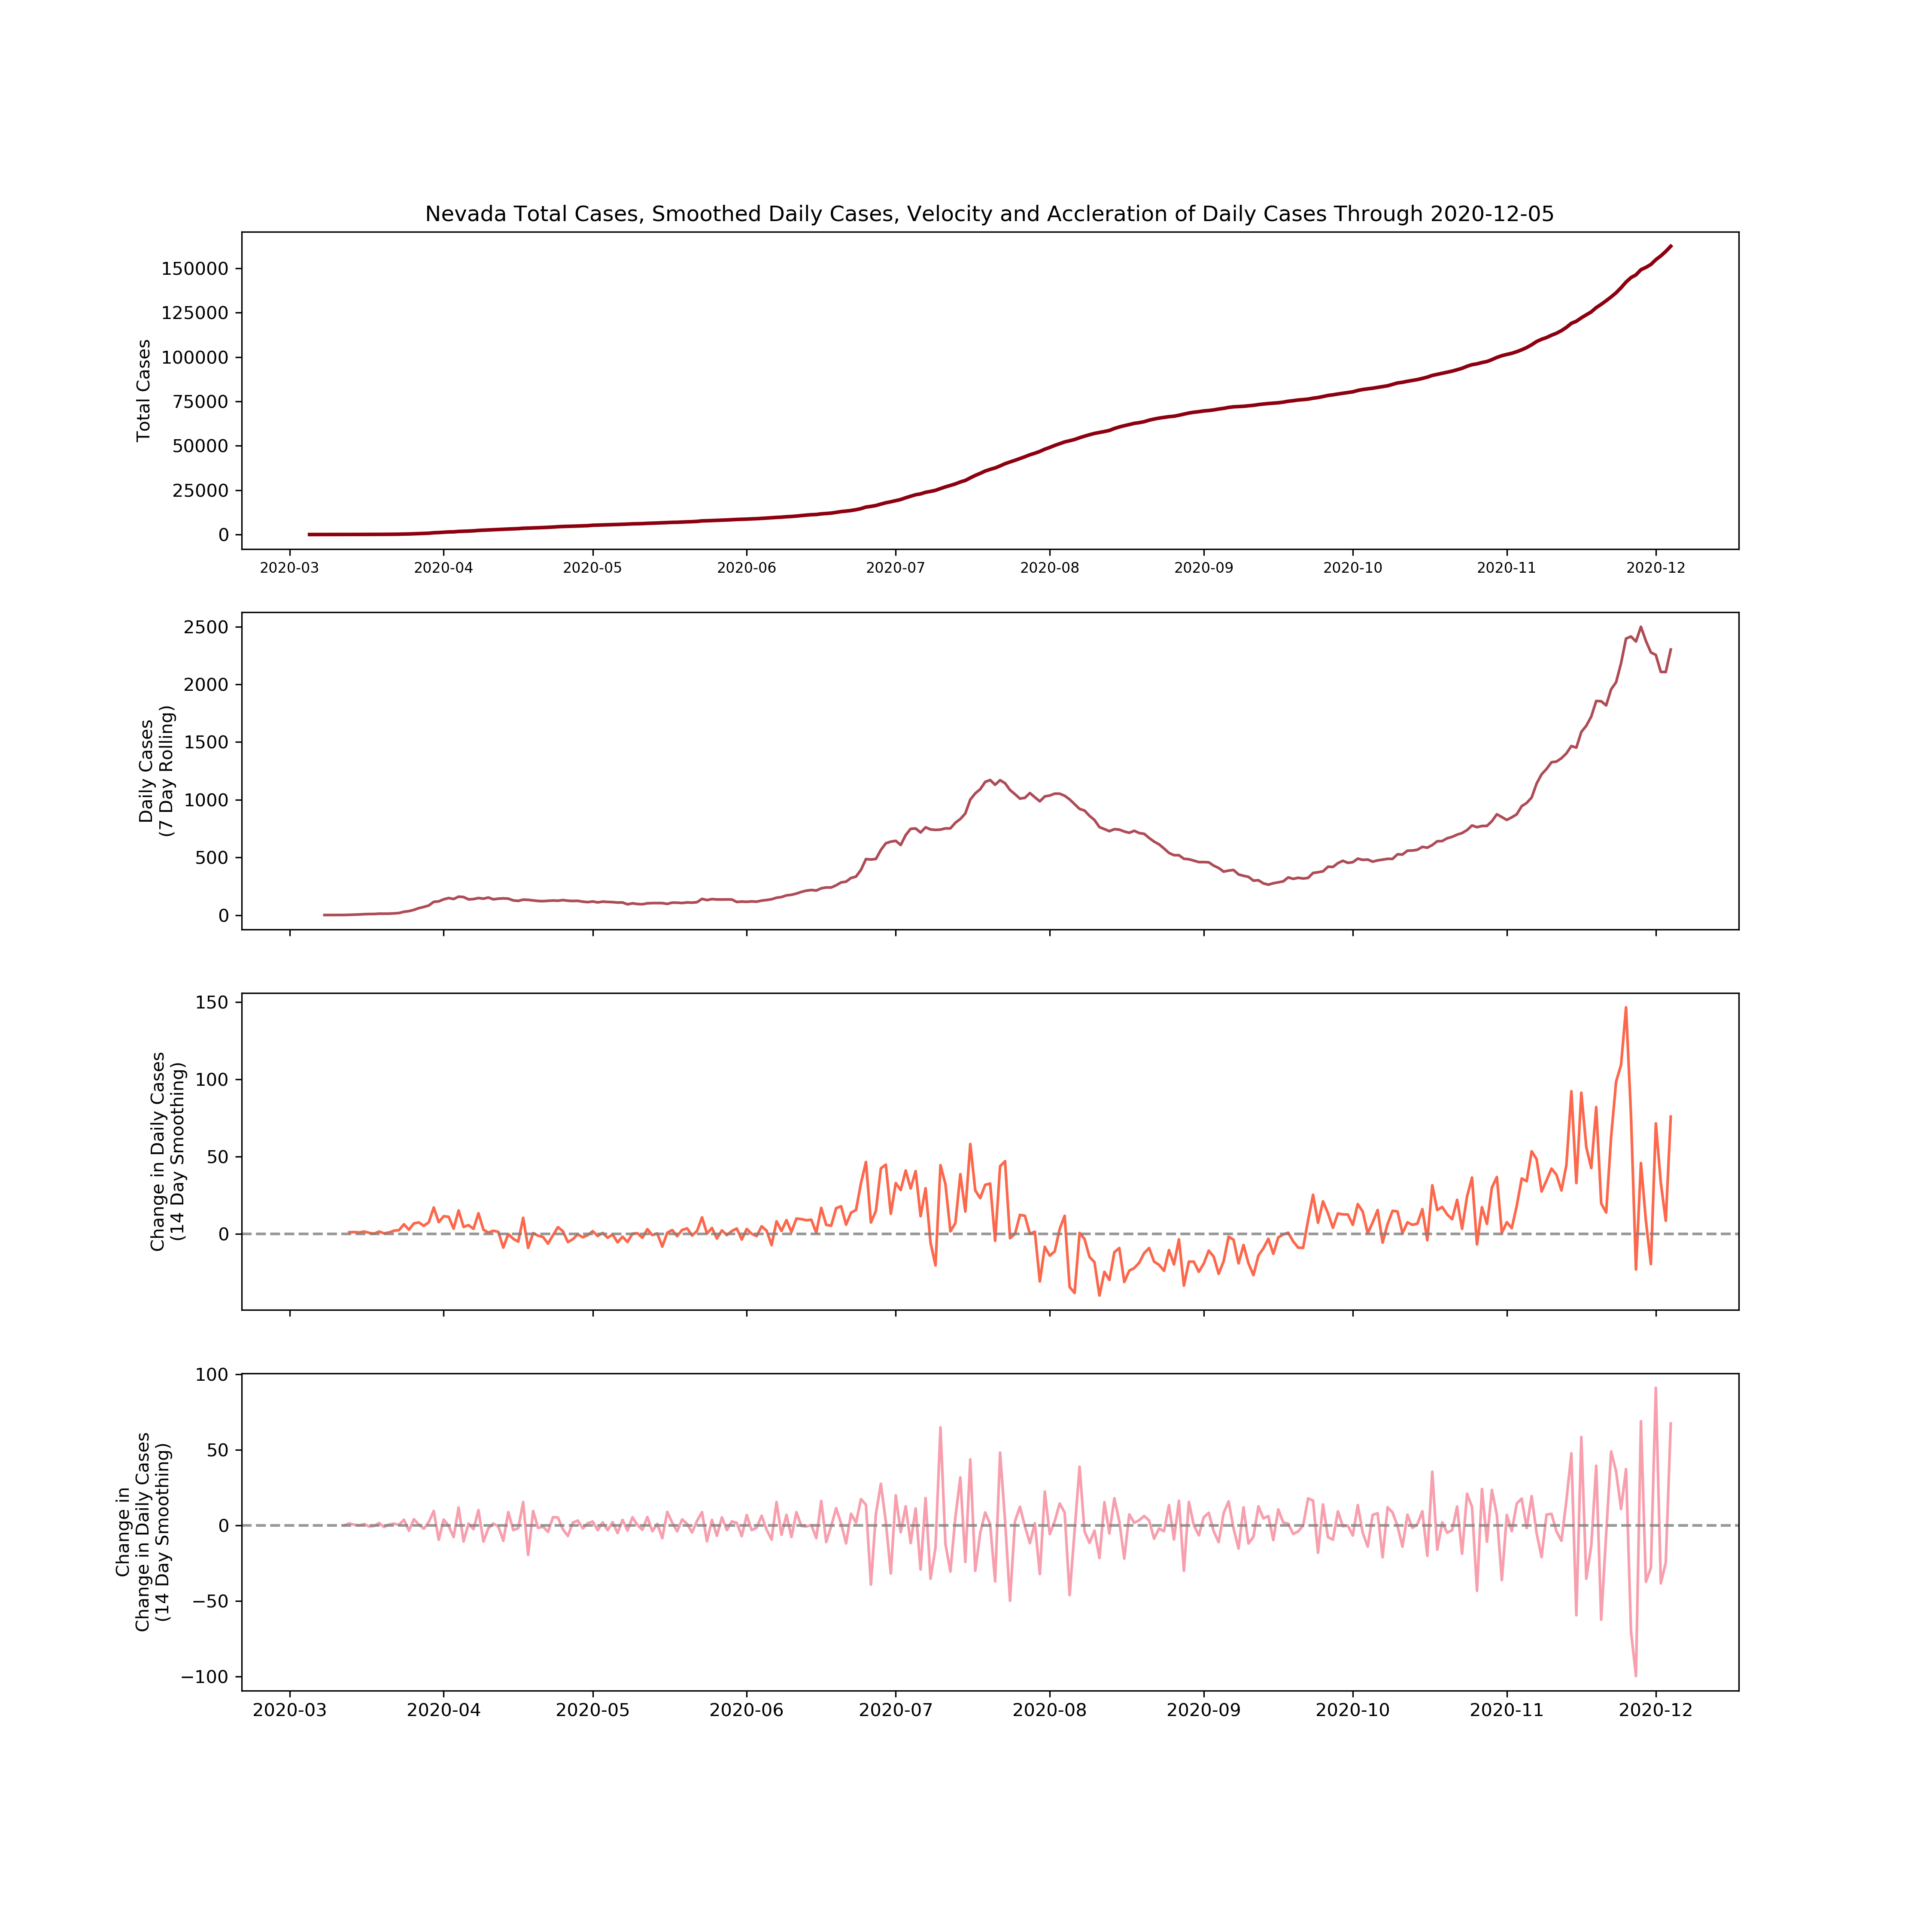 Nevada Total Cases, Smoothed Daily Cases, Velocity and Accleration of Daily Cases Through 2020-12-05
Total Cases
150000
125000
100000
75000
50000
25000
0
2020-03 2020-04 2020-05 2020-06 2020-07 2020-08 2020-09 2020-10 2020-11 2020-12
Daily Cases
(7 Day Rolling)
2500
2000
1500
1000
500
0
Change in Daily Cases
(14 Day Smoothing)
150
100
50
0
Change in
Change in Daily Cases
(14 Day Smoothing)
100
50
0
−50
−100
2020-03 2020-04 2020-05 2020-06 2020-07 2020-08 2020-09 2020-10 2020-11 2020-12